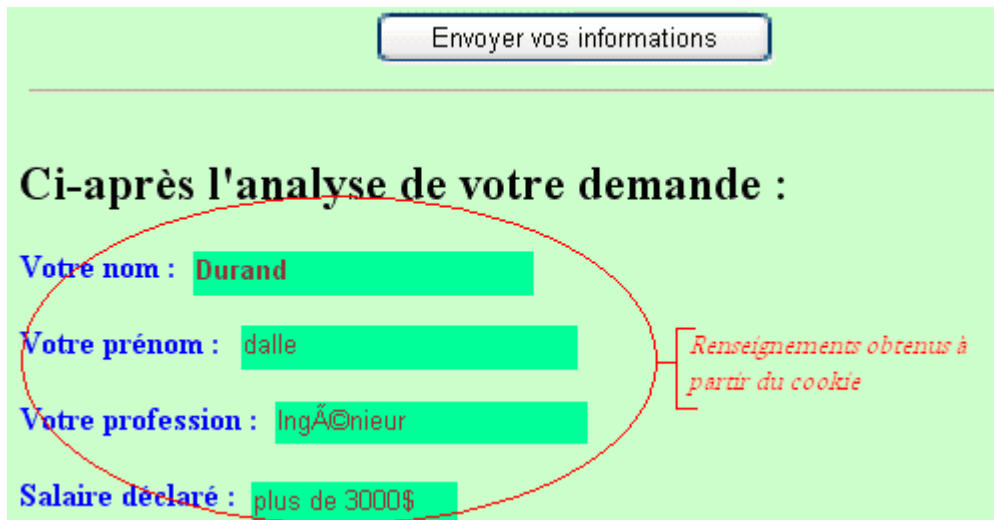 Envoyer vos informations
Ci-après l'analyse de votre demande :
Votre nom : Durand
Votre prénom : dalle
Renseignements obtenus à
partir du cookie
Votre profession : IngÃ©nieur
Salaire déclaré : plus de 3000$